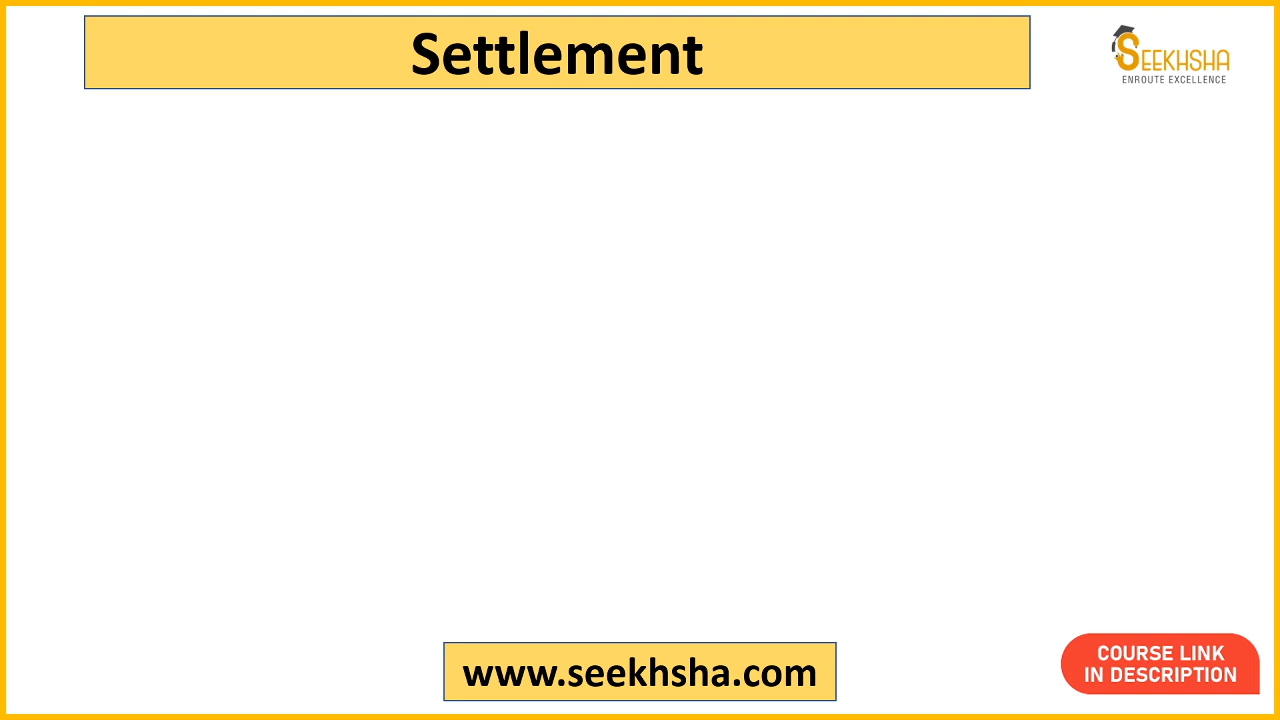 Settlement
SEEKHSHA
ENROUTE EXCELLENCE
www.seekhsha.com
COURSE LINK
IN DESCRIPTION